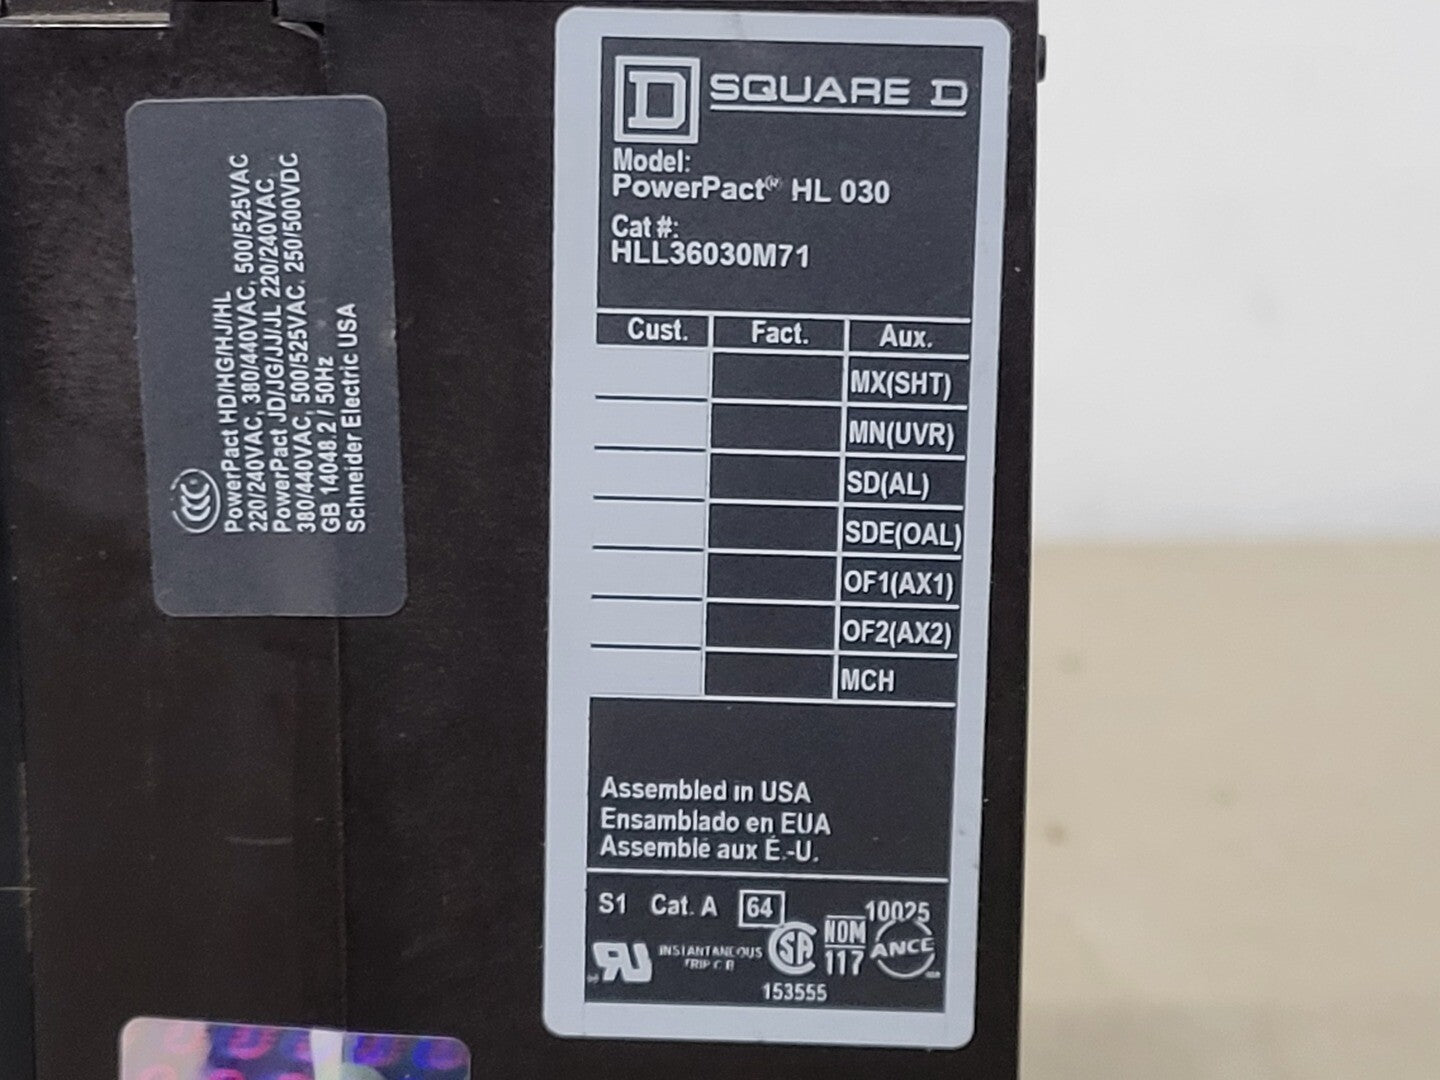 PowerPact HD/HG/HJ/HL
220/240VAC, 380/440VAC, 500/525VAC
PowerPact JD/JG/JJ/JL 220/240VAC,
380/440VAC, 500/525VAC. 250/500VDC
GB 14048.2 / 50Hz
Schneider Electric USA
D SQUARE D
Model:
PowerPact® HL 030
Cat #:
HLL36030M71
Cust. Fact. Aux.
MX(SHT)
MN(UVR)
SD(AL)
SDE(OAL)
OF1(AX1)
OF2(AX2)
MCH
Assembled in USA
Ensamblado en EUA
Assemblé aux É.-U.
S1 Cat. A 64 10025
INSTANTANEOUS
TRIP C B
SA
NOM
117
ANCE
153555